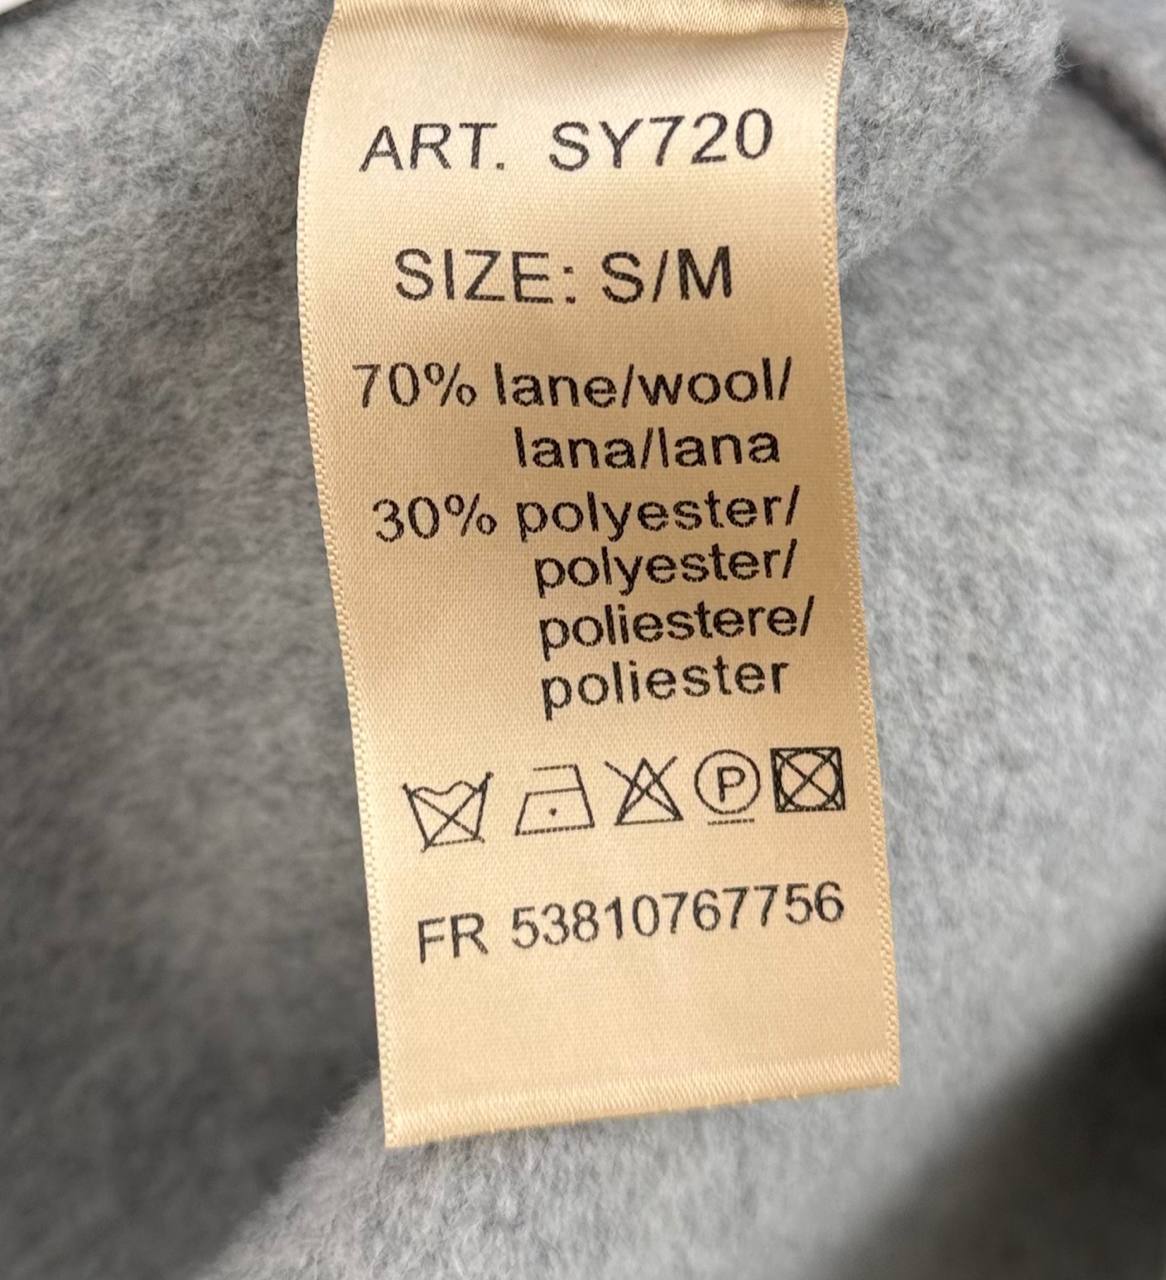 ART. SY720
SIZE: S/M
70% lane/wool/
lana/lana
30% polyester/
polyester/
poliestere/
poliester
P
FR 53810767756